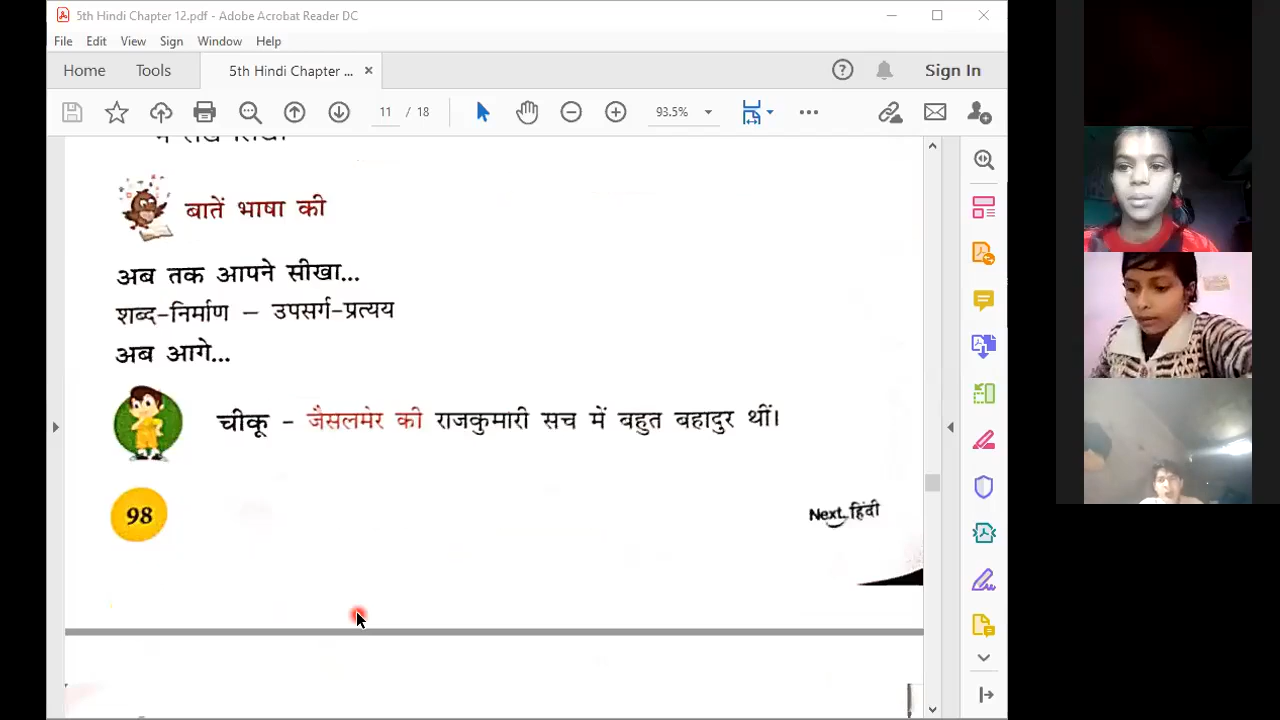 5th Hindi Chapter 12.pdf - Adobe Acrobat Reader DC
File Edit View Sign Window Help
Home Tools 5th Hindi Chapter ... Sign In
11 / 18 93.5%
बातें भाषा की
अब तक आपने सीखा...
शब्द-निर्माण – उपसर्ग-प्रत्यय
अब आगे...
चीकू - जैसलमेर की राजकुमारी सच में बहुत बहादुर थीं।
98
Next हिंदी